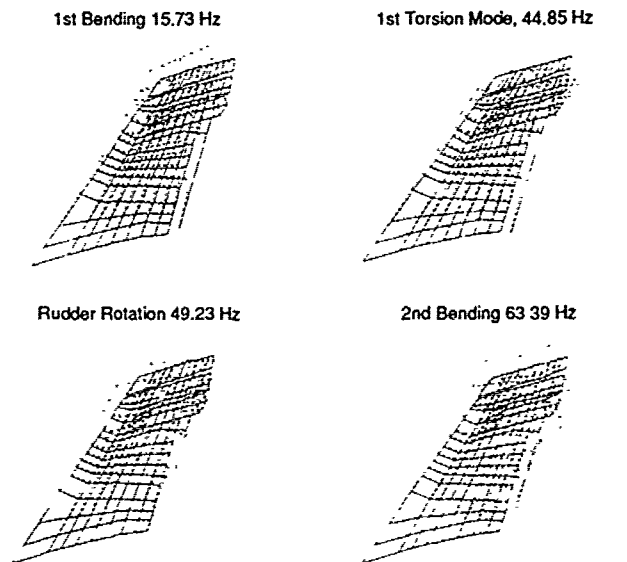 1st Bending 15.73 Hz
1st Torsion Mode, 44.85 Hz
Rudder Rotation 49.23 Hz
2nd Bending 63 39 Hz